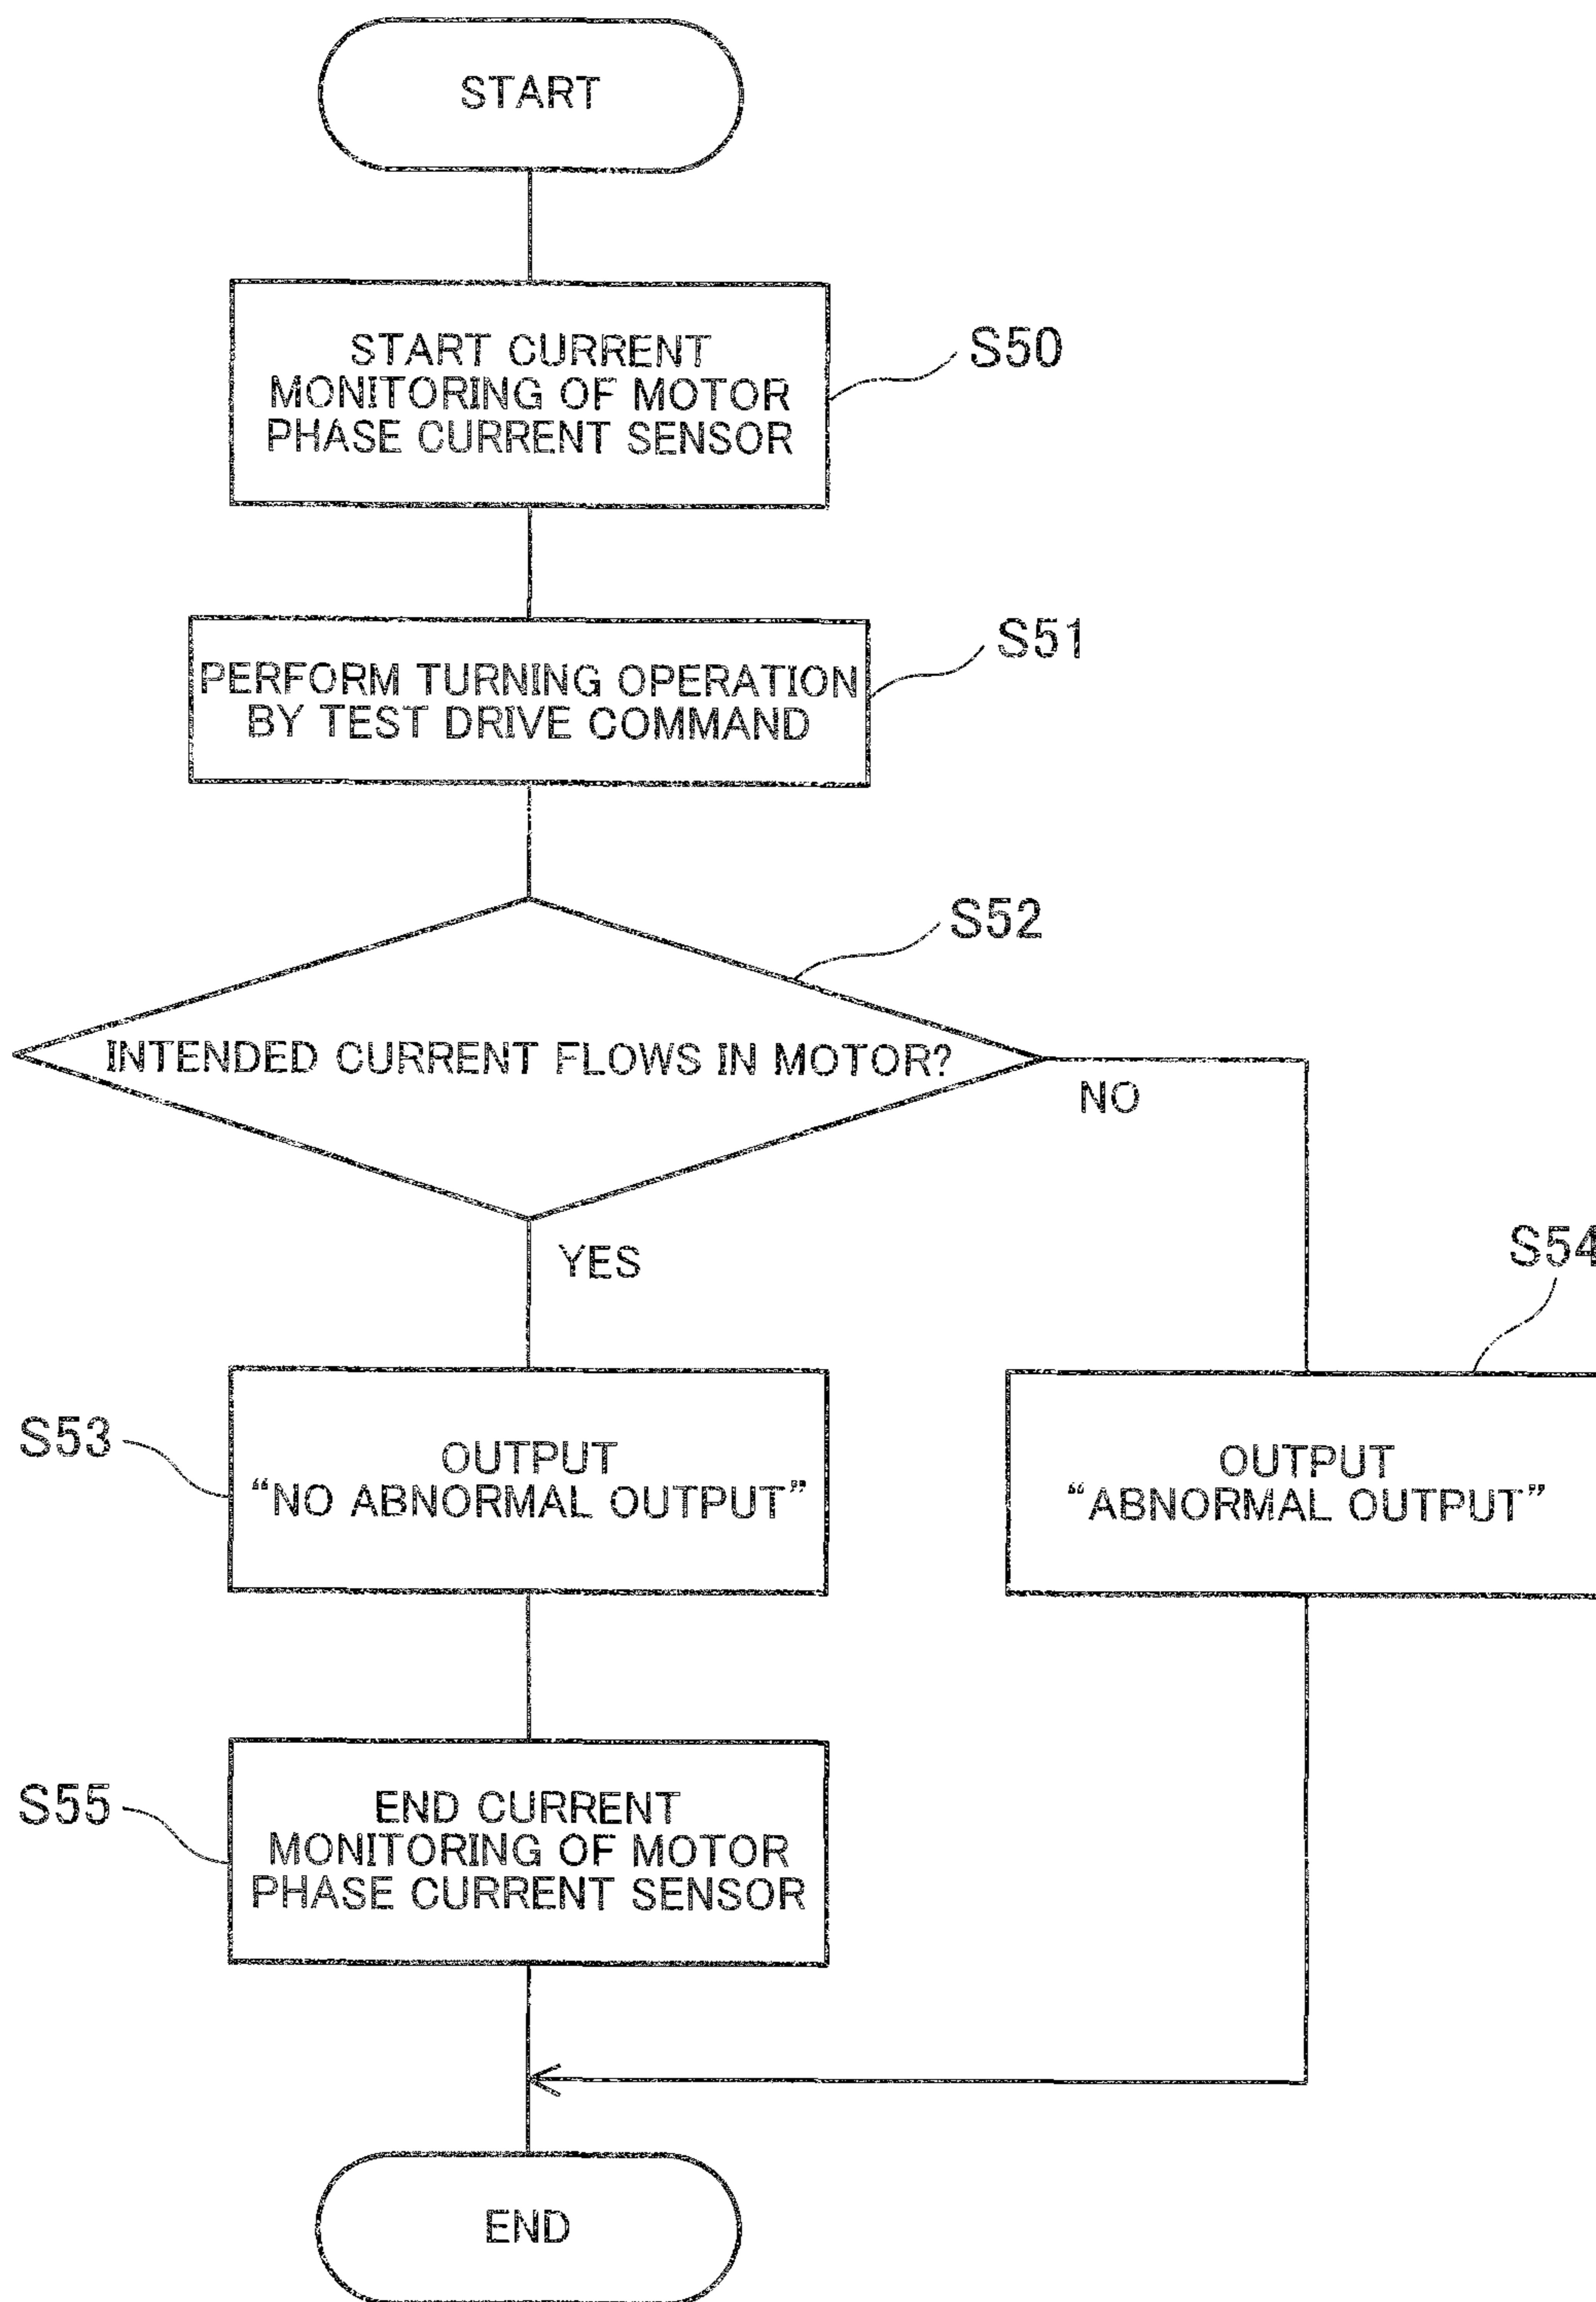 START
START CURRENT
MONITORING OF MOTOR
PHASE CURRENT SENSOR
S50
PERFORM TURNING OPERATION
BY TEST DRIVE COMMAND
S51
S52
INTENDED CURRENT FLOWS IN MOTOR?
NO
YES
S54
S53
OUTPUT
“NO ABNORMAL OUTPUT”
OUTPUT
“ABNORMAL OUTPUT”
S55
END CURRENT
MONITORING OF MOTOR
PHASE CURRENT SENSOR
END